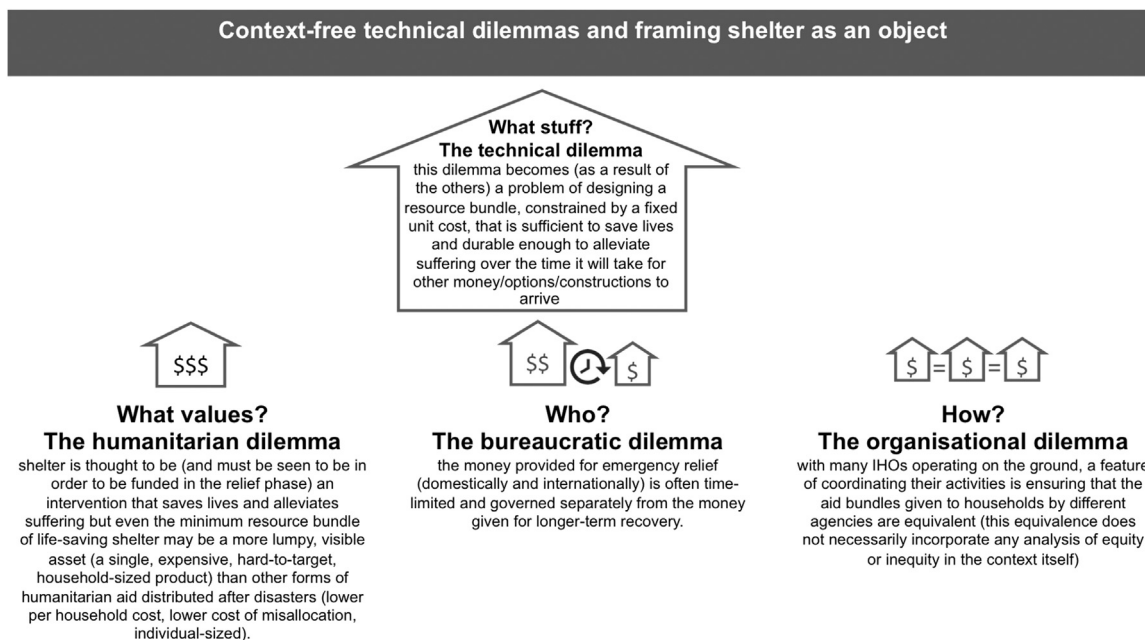 Context-free technical dilemmas and framing shelter as an object
What stuff?
The technical dilemma
this dilemma becomes (as a result of
the others) a problem of designing a
resource bundle, constrained by a fixed
unit cost, that is sufficient to save lives
and durable enough to alleviate
suffering over the time it will take for
other money/options/constructions to
arrive
$$$
What values?
The humanitarian dilemma
shelter is thought to be (and must be seen to be in
order to be funded in the relief phase) an
intervention that saves lives and alleviates
suffering but even the minimum resource bundle
of life-saving shelter may be a more lumpy, visible
asset (a single, expensive, hard-to-target,
household-sized product) than other forms of
humanitarian aid distributed after disasters (lower
per household cost, lower cost of misallocation,
individual-sized).
$$ $
Who?
The bureaucratic dilemma
the money provided for emergency relief
(domestically and internationally) is often time-
limited and governed separately from the money
given for longer-term recovery.
$ = $ = $
How?
The organisational dilemma
with many IHOs operating on the ground, a feature
of coordinating their activities is ensuring that the
aid bundles given to households by different
agencies are equivalent (this equivalence does
not necessarily incorporate any analysis of equity
or inequity in the context itself)